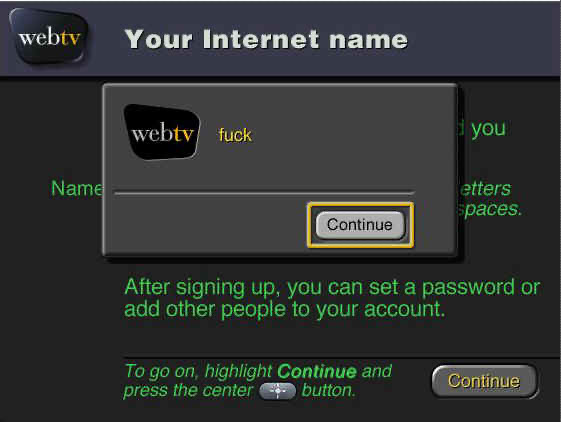 webtv
Your Internet name
webtv
fuck
you
Name
etters
spaces.
Continue
After signing up, you can set a password or
add other people to your account.
To go on, highlight Continue and
press the center button.
Continue